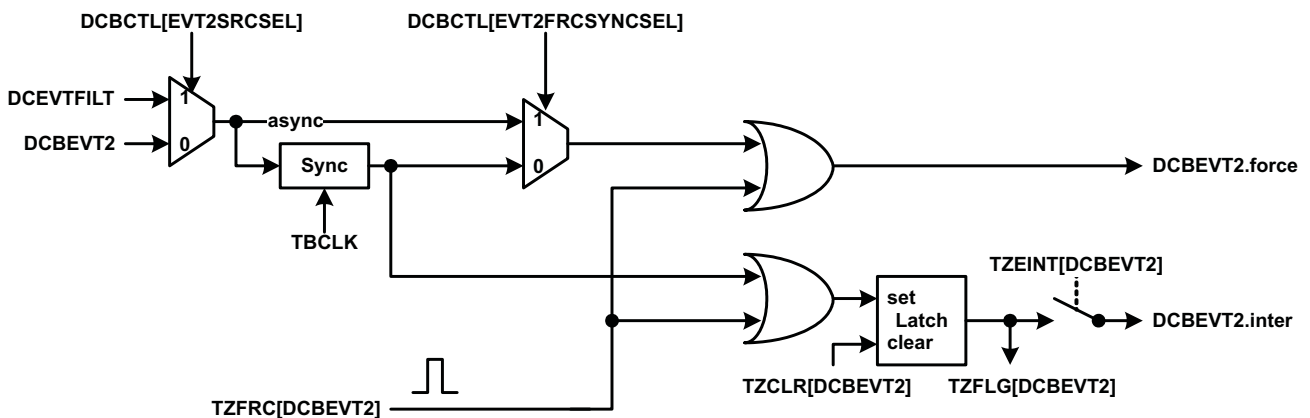 DCBCTL[EVT2SRCSEL]
DCBCTL[EVT2FRCSYNCSEL]
DCEVTFILT
1
async
1
DCBEVT2
0
Sync
0
DCBEVT2.force
TBCLK
TZEINT[DCBEVT2]
set
Latch
DCBEVT2.inter
clear
TZCLR[DCBEVT2]
TZFLG[DCBEVT2]
TZFRC[DCBEVT2]